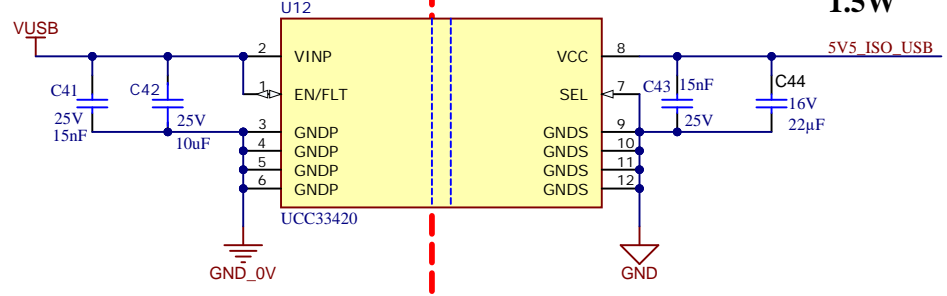 U12
1.5W
VUSB
2 VINP VCC 8 5V5_ISO_USB
C41 C42 1 EN/FLT SEL 7 C43 15nF C44
25V 25V 3 GNDP GNDS 9 25V 16V
15nF 10uF 4 GNDP GNDS 10 22µF
5 GNDP GNDS 11
6 GNDP GNDS 12
UCC33420
GND_0V GND